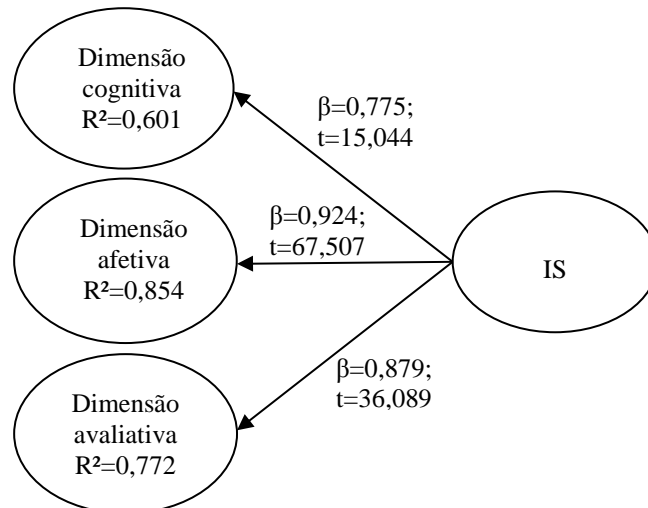 Dimensão
cognitiva
R²=0,601
β=0,775;
t=15,044
Dimensão
afetiva
R²=0,854
β=0,924;
t=67,507
IS
β=0,879;
t=36,089
Dimensão
avaliativa
R²=0,772